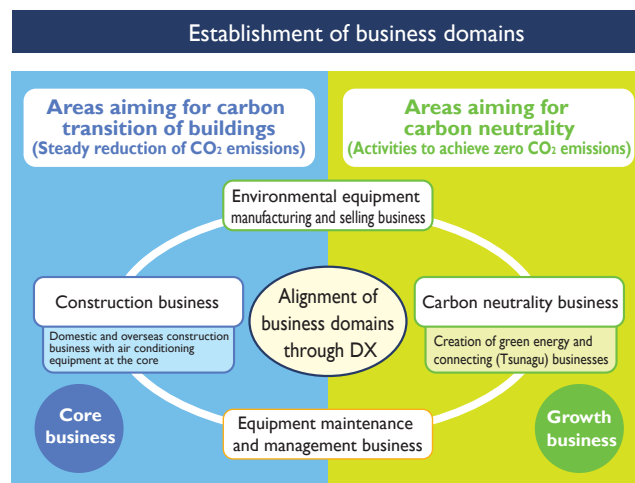 Establishment of business domains
Areas aiming for carbon
transition of buildings
(Steady reduction of CO₂ emissions)
Areas aiming for
carbon neutrality
(Activities to achieve zero CO₂ emissions)
Environmental equipment
manufacturing and selling business
Construction business
Domestic and overseas construction
business with air conditioning
equipment at the core
Alignment of
business domains
through DX
Carbon neutrality business
Creation of green energy and
connecting (Tsunagu) businesses
Core
business
Equipment maintenance
and management business
Growth
business